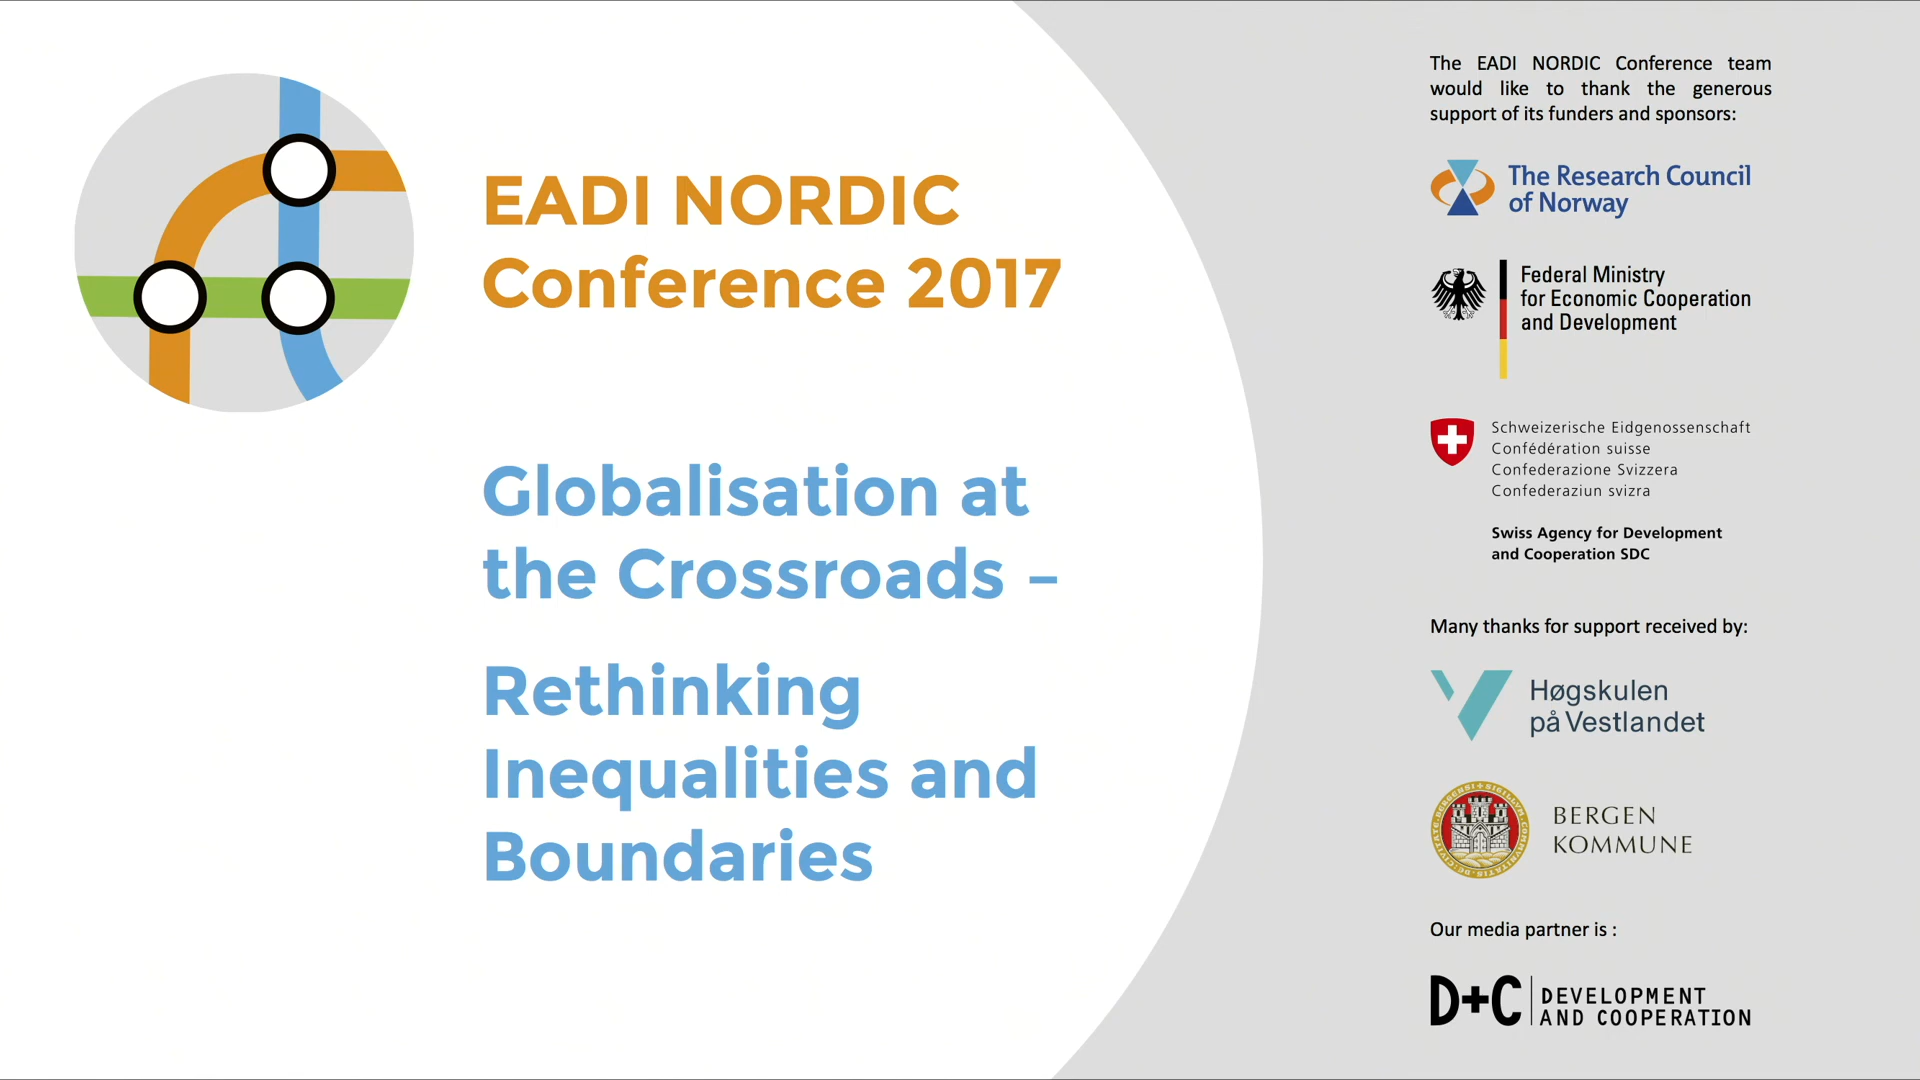 EADI NORDIC
Conference 2017
Globalisation at
the Crossroads –
Rethinking
Inequalities and
Boundaries
The EADI NORDIC Conference team
would like to thank the generous
support of its funders and sponsors:
The Research Council
of Norway
Federal Ministry
for Economic Cooperation
and Development
Schweizerische Eidgenossenschaft
Confédération suisse
Confederazione Svizzera
Confederaziun svizra
Swiss Agency for Development
and Cooperation SDC
Many thanks for support received by:
Høgskulen
på Vestlandet
BERGEN
KOMMUNE
Our media partner is :
D+C DEVELOPMENT
AND COOPERATION